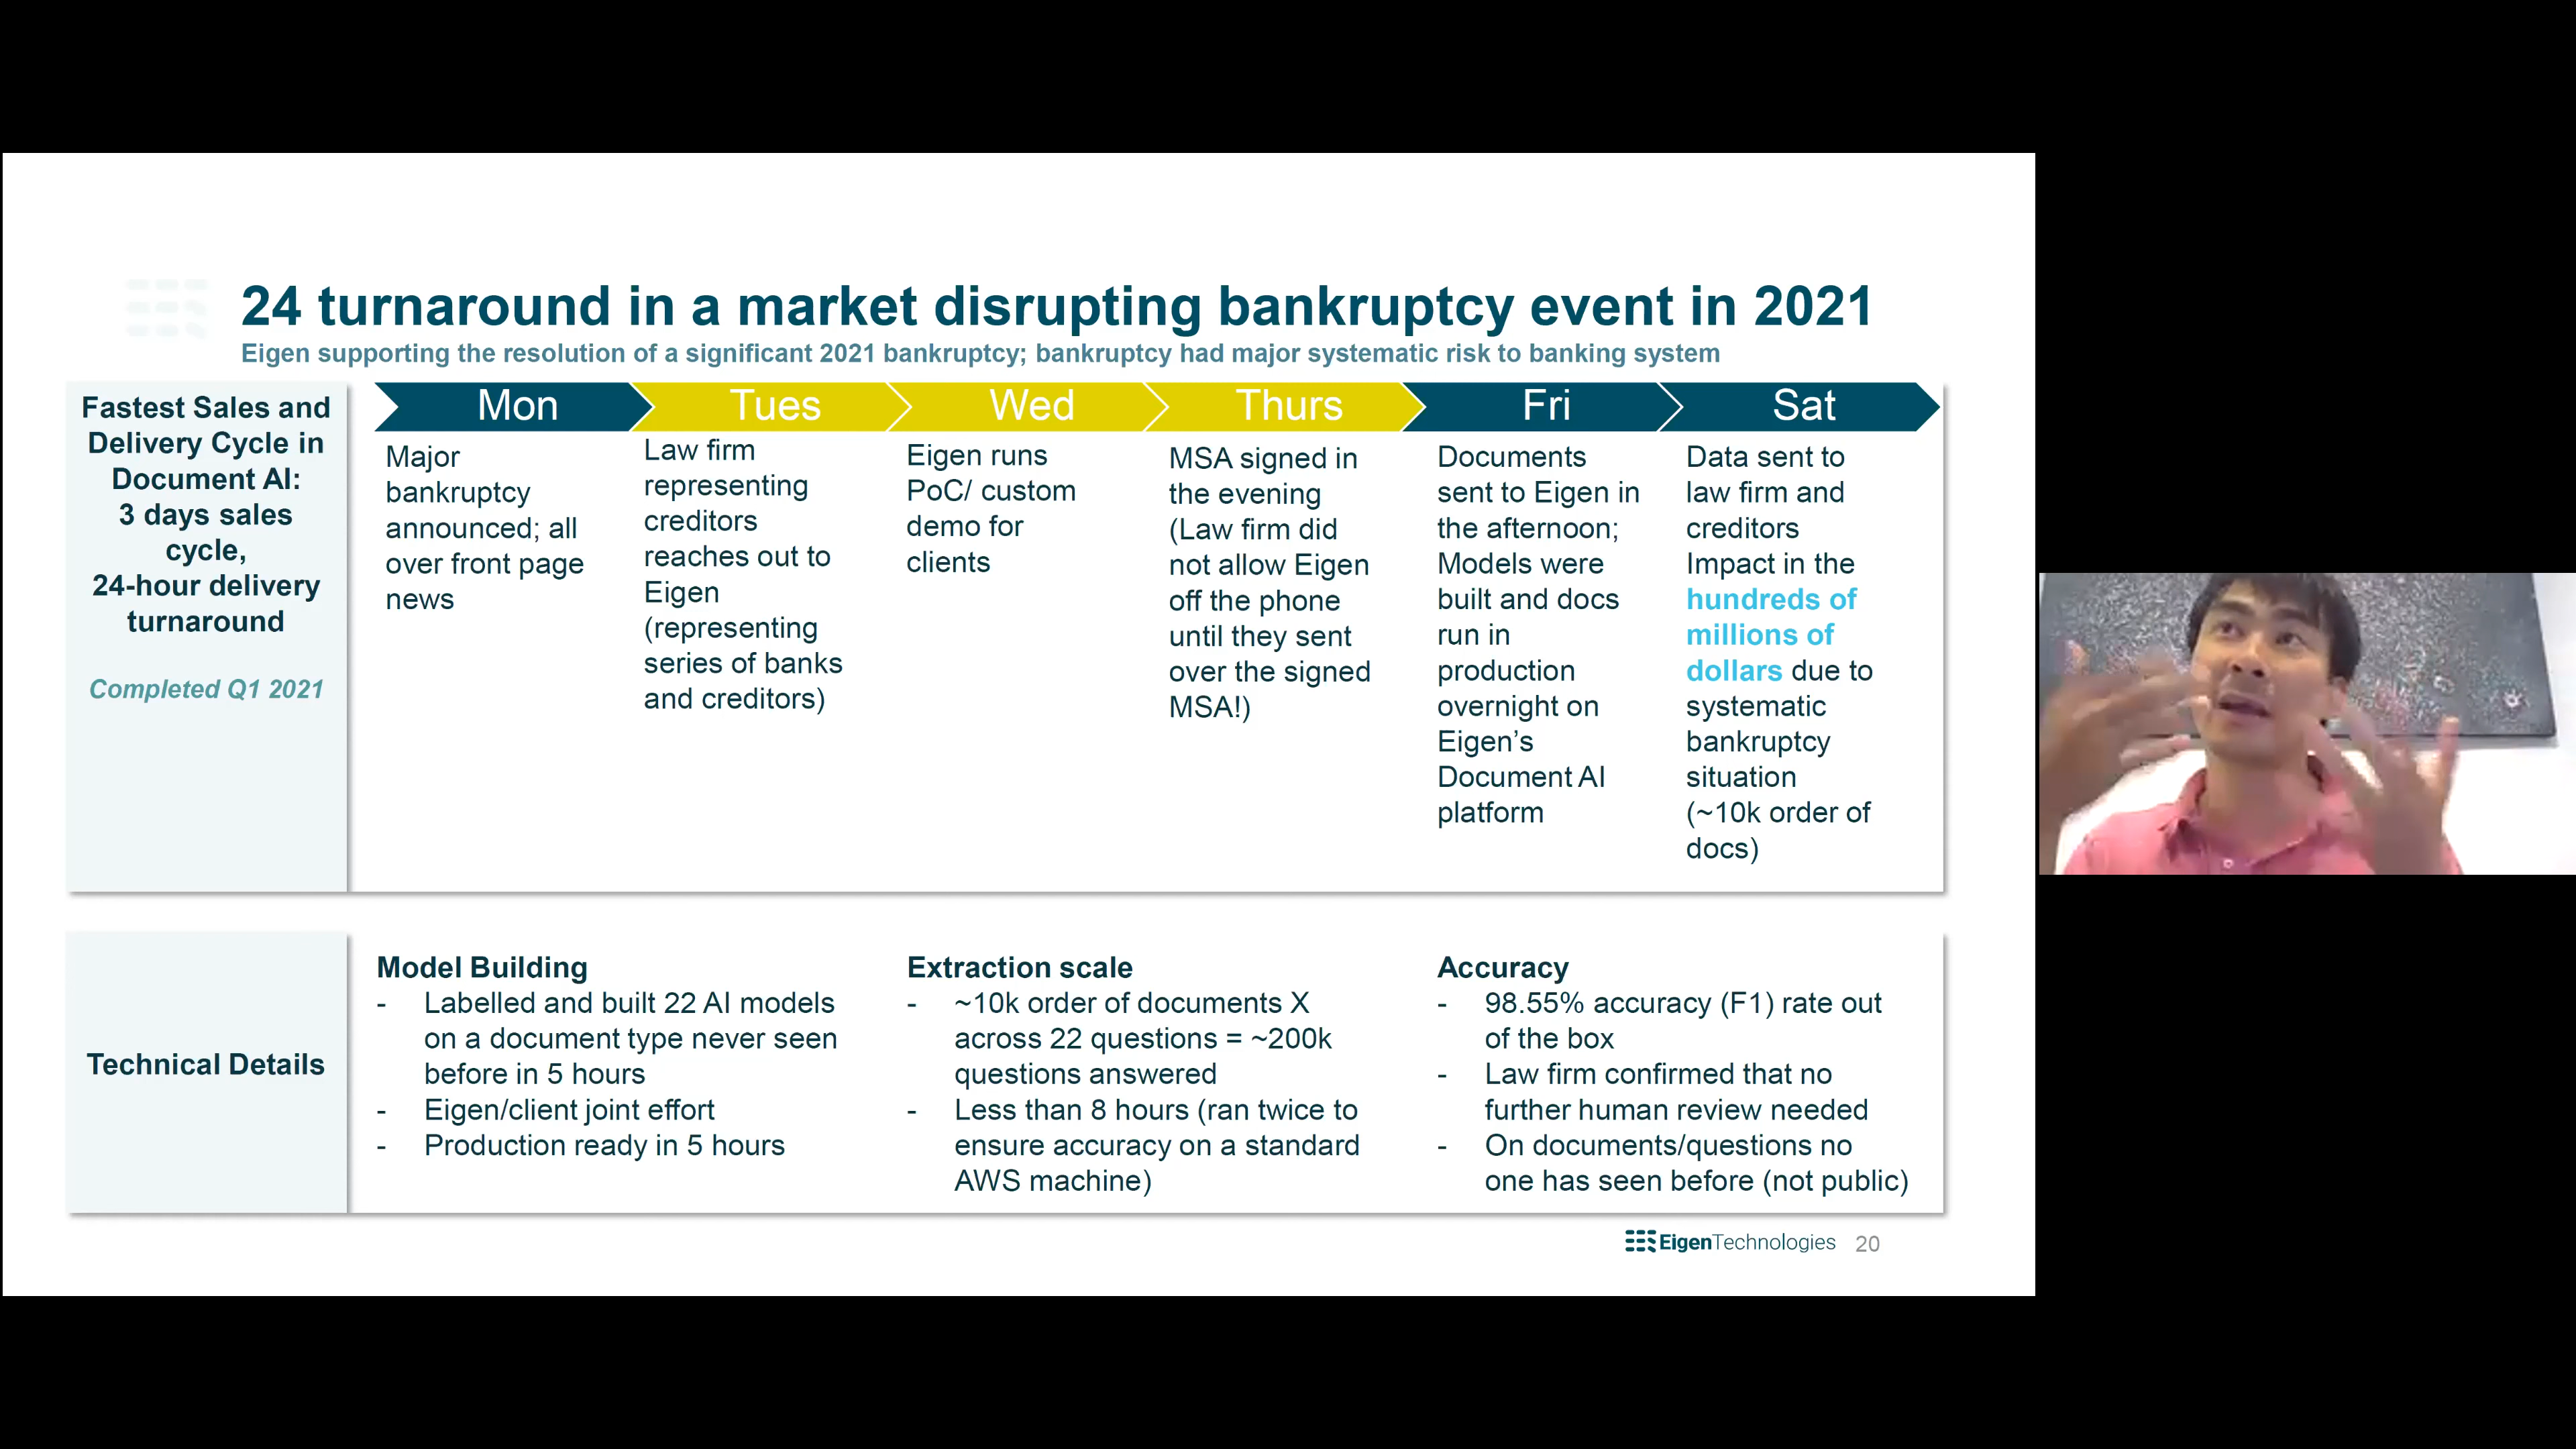 24 turnaround in a market disrupting bankruptcy event in 2021
Eigen supporting the resolution of a significant 2021 bankruptcy; bankruptcy had major systematic risk to banking system
Fastest Sales and
Delivery Cycle in
Document AI:
3 days sales
cycle,
24-hour delivery
turnaround
Completed Q1 2021
Mon
Major
bankruptcy
announced; all
over front page
news
Tues
Law firm
representing
creditors
reaches out to
Eigen
(representing
series of banks
and creditors)
Wed
Eigen runs
PoC/ custom
demo for
clients
Thurs
MSA signed in
the evening
(Law firm did
not allow Eigen
off the phone
until they sent
over the signed
MSA!)
Fri
Documents
sent to Eigen in
the afternoon;
Models were
built and docs
run in
production
overnight on
Eigen’s
Document AI
platform
Sat
Data sent to
law firm and
creditors
Impact in the
hundreds of
millions of
dollars due to
systematic
bankruptcy
situation
(~10k order of
docs)
Technical Details
Model Building
- Labelled and built 22 AI models
on a document type never seen
before in 5 hours
- Eigen/client joint effort
- Production ready in 5 hours
Extraction scale
- ~10k order of documents X
across 22 questions = ~200k
questions answered
- Less than 8 hours (ran twice to
ensure accuracy on a standard
AWS machine)
Accuracy
- 98.55% accuracy (F1) rate out
of the box
- Law firm confirmed that no
further human review needed
- On documents/questions no
one has seen before (not public)
EigenTechnologies 20